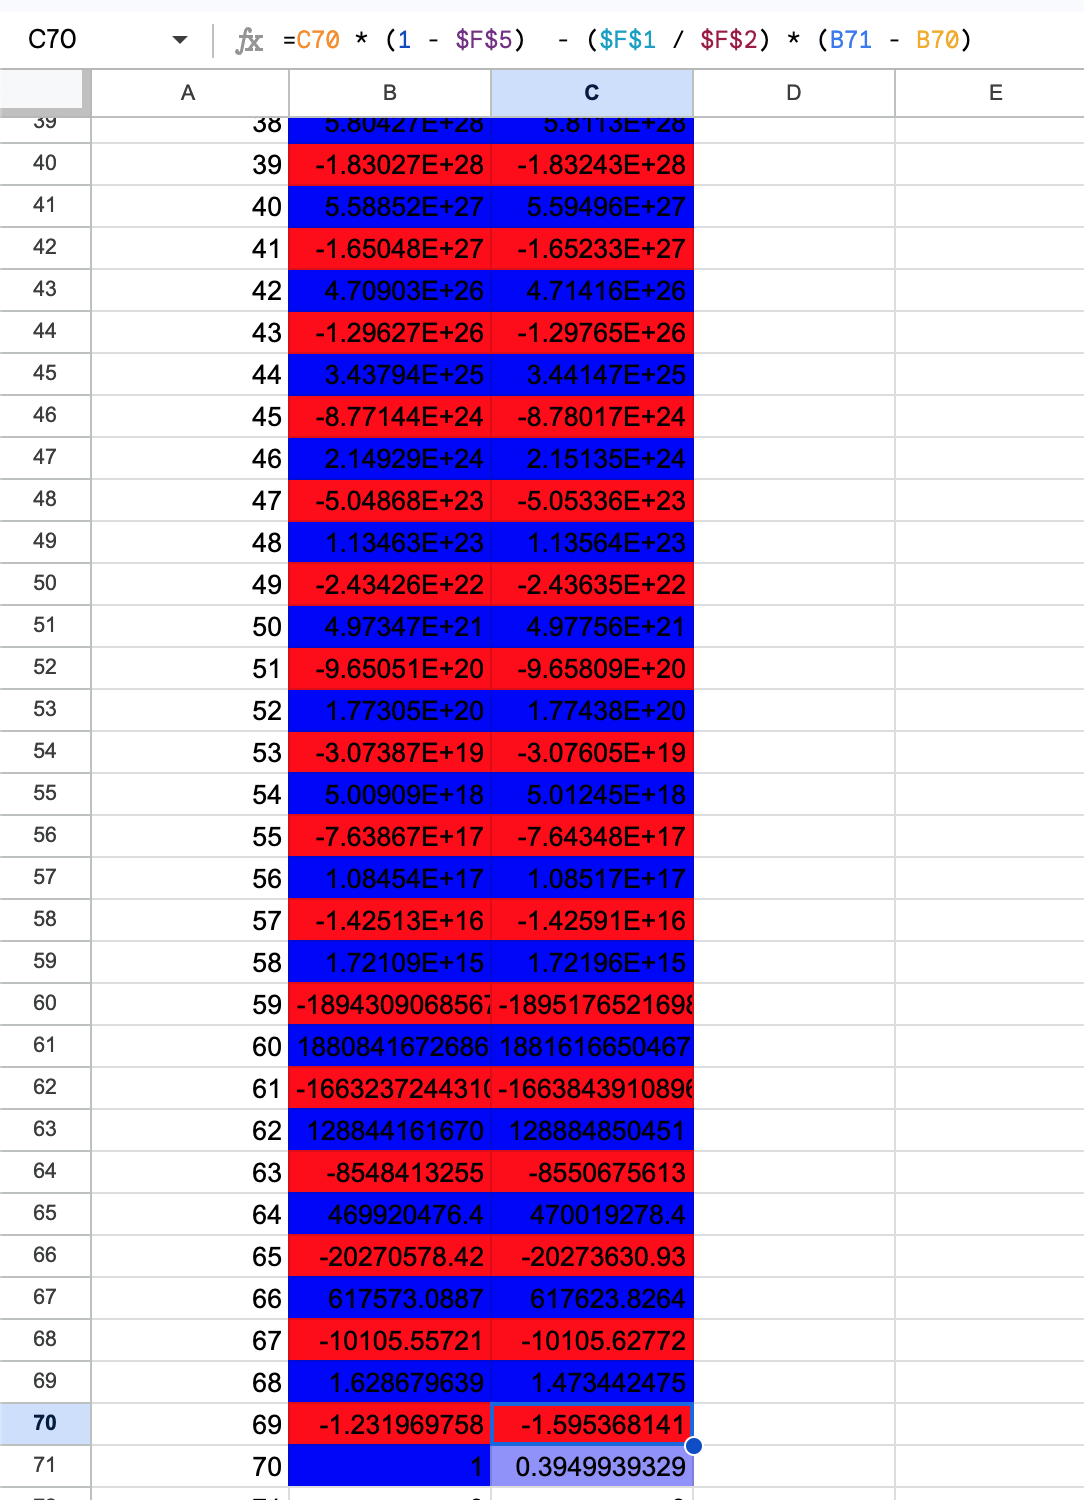 C70 fx =C70 * (1 - $F$5)  - ($F$1 / $F$2) * (B71 - B70)
A B C D E
39 38 5.80427E+28 5.8113E+28
40 39 -1.83027E+28 -1.83243E+28
41 40 5.58852E+27 5.59496E+27
42 41 -1.65048E+27 -1.65233E+27
43 42 4.70903E+26 4.71416E+26
44 43 -1.29627E+26 -1.29765E+26
45 44 3.43794E+25 3.44147E+25
46 45 -8.77144E+24 -8.78017E+24
47 46 2.14929E+24 2.15135E+24
48 47 -5.04868E+23 -5.05336E+23
49 48 1.13463E+23 1.13564E+23
50 49 -2.43426E+22 -2.43635E+22
51 50 4.97347E+21 4.97756E+21
52 51 -9.65051E+20 -9.65809E+20
53 52 1.77305E+20 1.77438E+20
54 53 -3.07387E+19 -3.07605E+19
55 54 5.00909E+18 5.01245E+18
56 55 -7.63867E+17 -7.64348E+17
57 56 1.08454E+17 1.08517E+17
58 57 -1.42513E+16 -1.42591E+16
59 58 1.72109E+15 1.72196E+15
60 59 -1894309068567 -1895176521698
61 60 1880841672686 1881616650467
62 61 -1663237244310 -1663843910896
63 62 128844161670 128884850451
64 63 -8548413255 -8550675613
65 64 469920476.4 470019278.4
66 65 -20270578.42 -20273630.93
67 66 617573.0887 617623.8264
68 67 -10105.55721 -10105.62772
69 68 1.628679639 1.473442475
70 69 -1.231969758 -1.595368141
71 70 1 0.3949939329